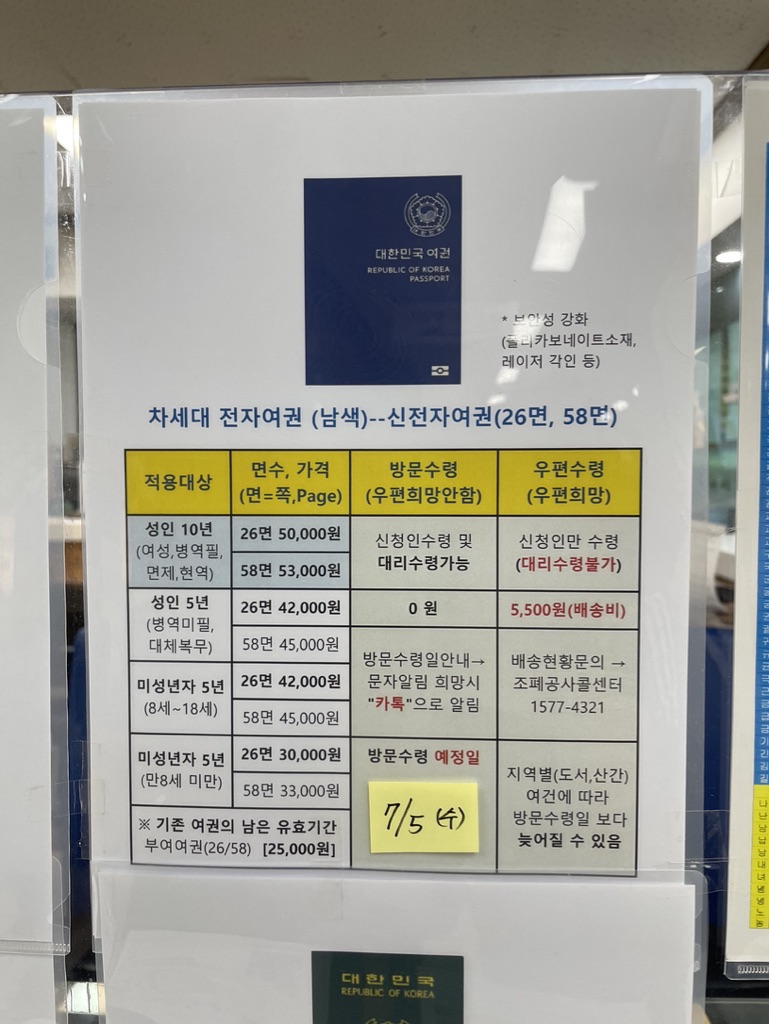 대한민국 여권
REPUBLIC OF KOREA
PASSPORT
* 보안성 강화
(폴리카보네이트소재,
레이저 각인 등)
차세대 전자여권 (남색)--신전자여권(26면, 58면)
적용대상
면수, 가격
(면=쪽,Page)
방문수령
(우편희망안함)
우편수령
(우편희망)
성인 10년
(여성,병역필,
면제,현역)
26면 50,000원
58면 53,000원
신청인수령 및
대리수령가능
신청인만 수령
(대리수령불가)
성인 5년
(병역미필,
대체복무)
26면 42,000원
58면 45,000원
0 원
5,500원(배송비)
방문수령일안내→
문자알림 희망시
"카톡"으로 알림
배송현황문의 →
조폐공사콜센터
1577-4321
미성년자 5년
(8세~18세)
26면 42,000원
58면 45,000원
미성년자 5년
(만8세 미만)
26면 30,000원
58면 33,000원
방문수령 예정일
7/5 (수)
지역별(도서,산간)
여건에 따라
방문수령일 보다
늦어질 수 있음
※ 기존 여권의 남은 유효기간
부여여권(26/58) [25,000원]
대한민국
REPUBLIC OF KOREA